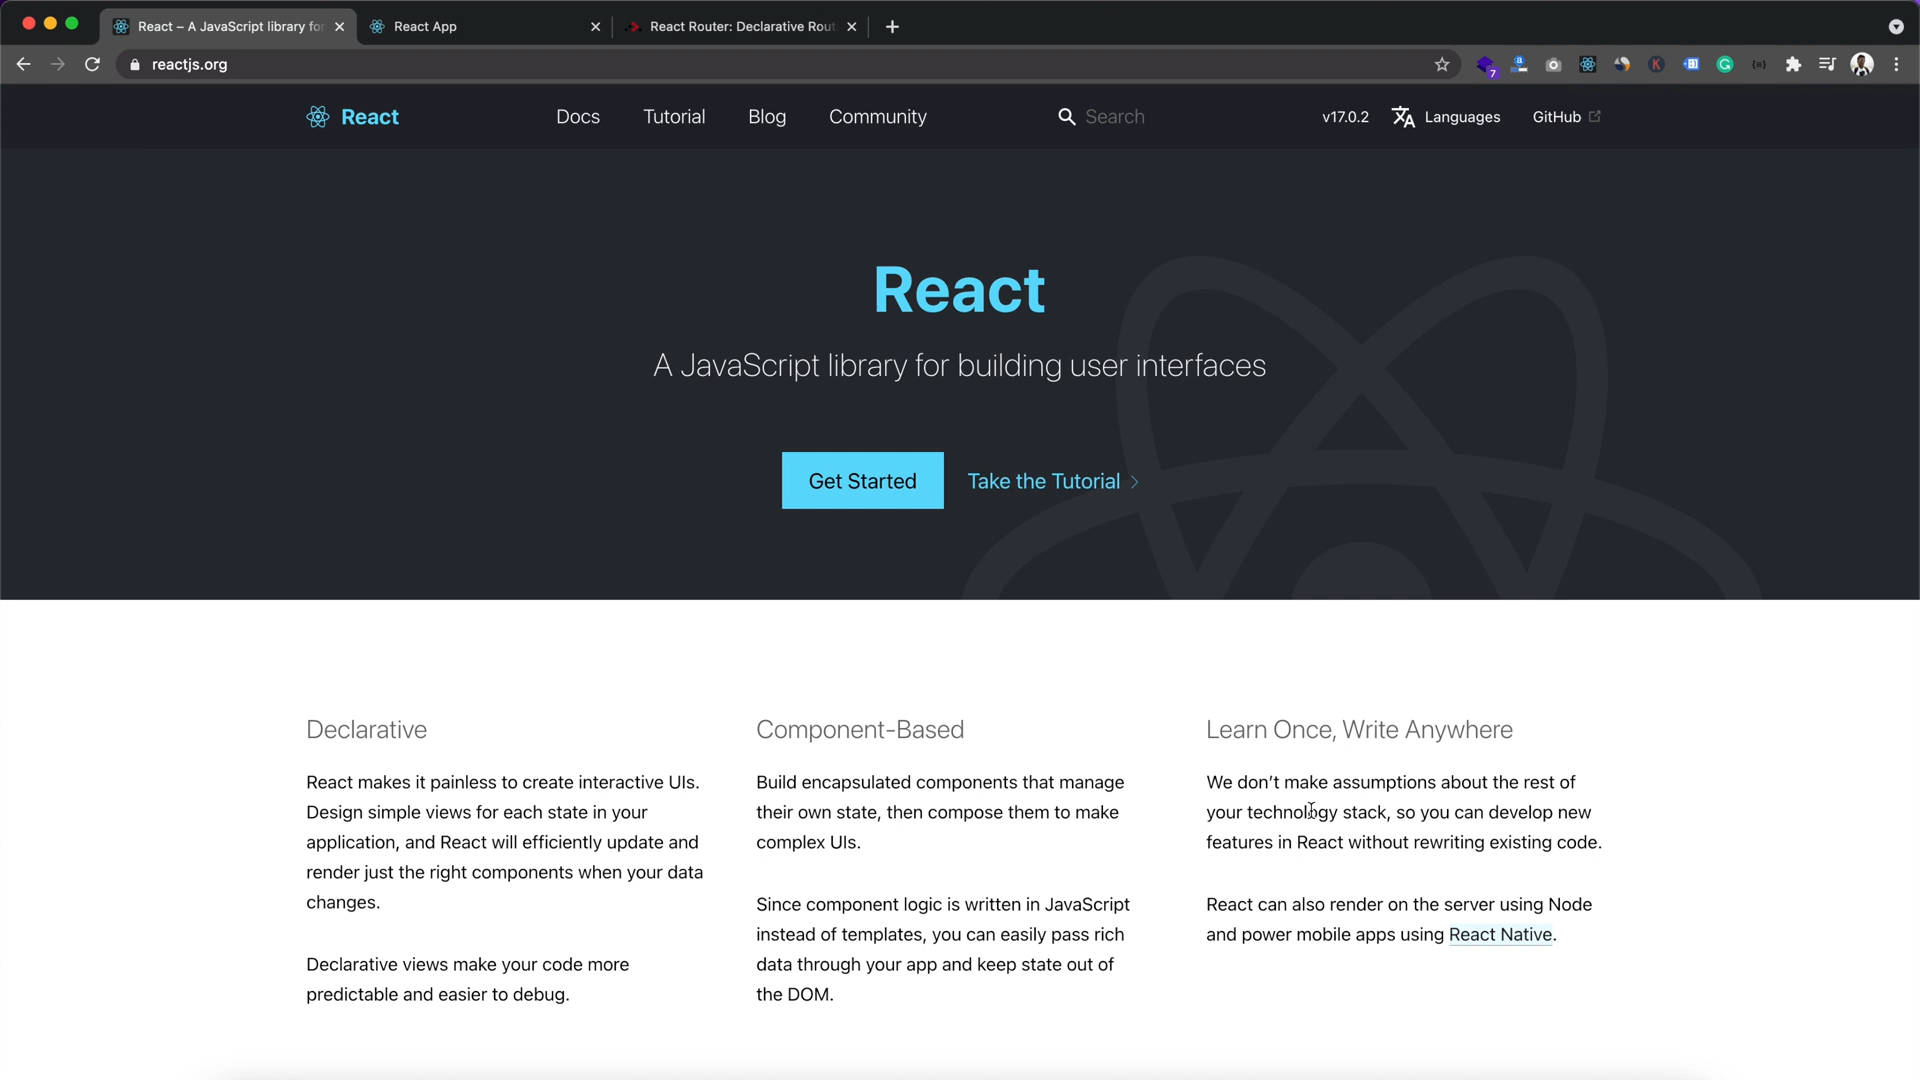 React – A JavaScript library for
React App
React Router: Declarative Rout
reactjs.org
7
K
G
React
Docs
Tutorial
Blog
Community
Search
v17.0.2
Languages
GitHub
React
A JavaScript library for building user interfaces
Get Started
Take the Tutorial
Declarative
React makes it painless to create interactive UIs.
Design simple views for each state in your
application, and React will efficiently update and
render just the right components when your data
changes.
Declarative views make your code more
predictable and easier to debug.
Component-Based
Build encapsulated components that manage
their own state, then compose them to make
complex UIs.
Since component logic is written in JavaScript
instead of templates, you can easily pass rich
data through your app and keep state out of
the DOM.
Learn Once, Write Anywhere
We don’t make assumptions about the rest of
your technology stack, so you can develop new
features in React without rewriting existing code.
React can also render on the server using Node
and power mobile apps using React Native.